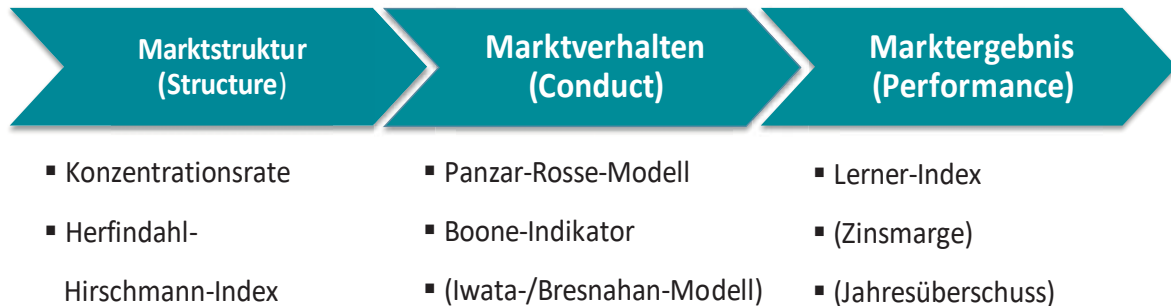 Marktstruktur
(Structure)
▪ Konzentrationsrate
▪ Herfindahl-
Hirschmann-Index
Marktverhalten
(Conduct)
▪ Panzar-Rosse-Modell
▪ Boone-Indikator
▪ (Iwata-/Bresnahan-Modell)
Marktergebnis
(Performance)
▪ Lerner-Index
▪ (Zinsmarge)
▪ (Jahresüberschuss)